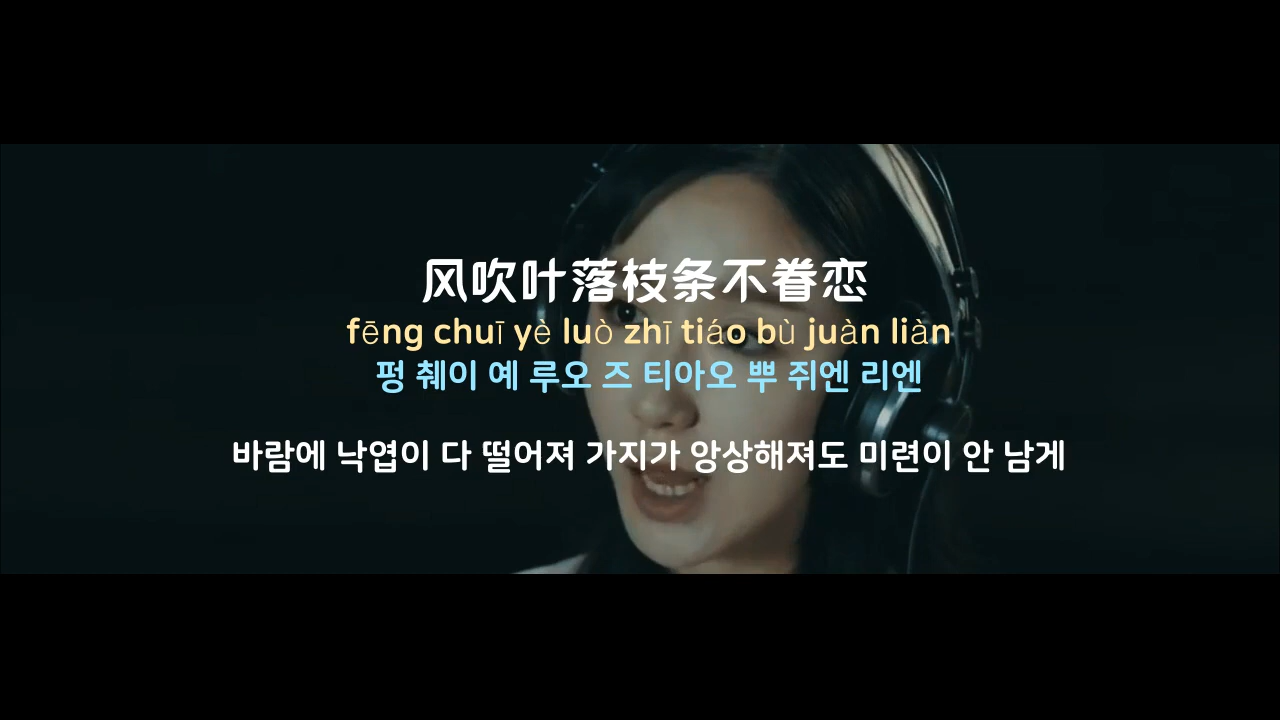 风吹叶落枝条不眷恋
fēng chuī yè luò zhī tiáo bù juàn liàn
펑 췌이 예 루오 즈 티아오 뿌 쥐엔 리엔
바람에 낙엽이 다 떨어져 가지가 앙상해져도 미련이 안 남게